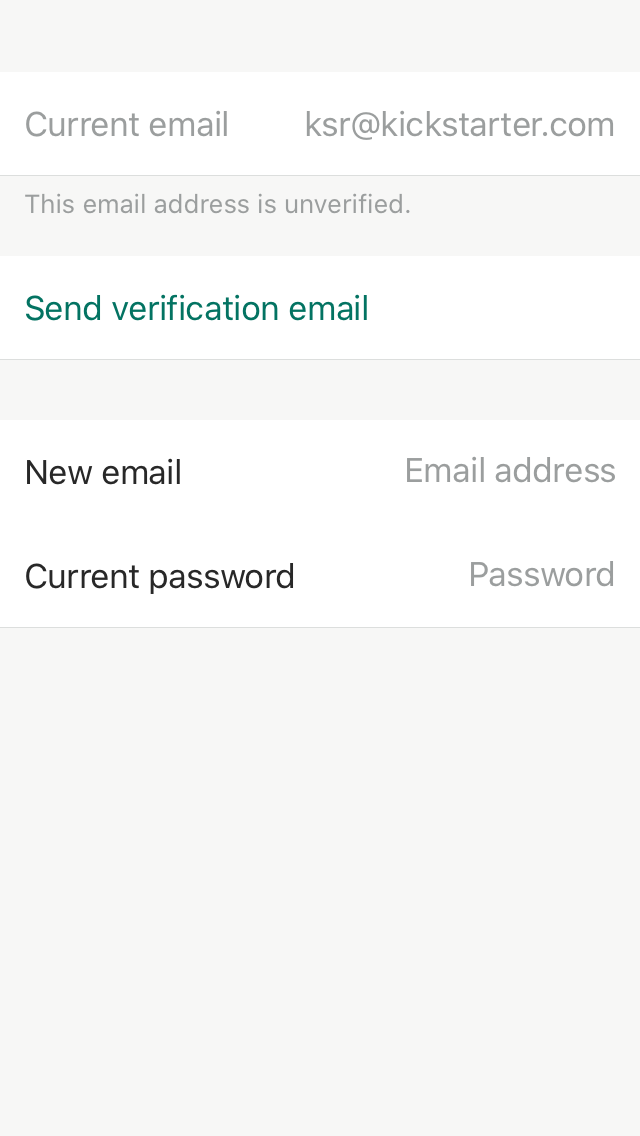 Current email ksr@kickstarter.com
This email address is unverified.
Send verification email
New email Email address
Current password Password